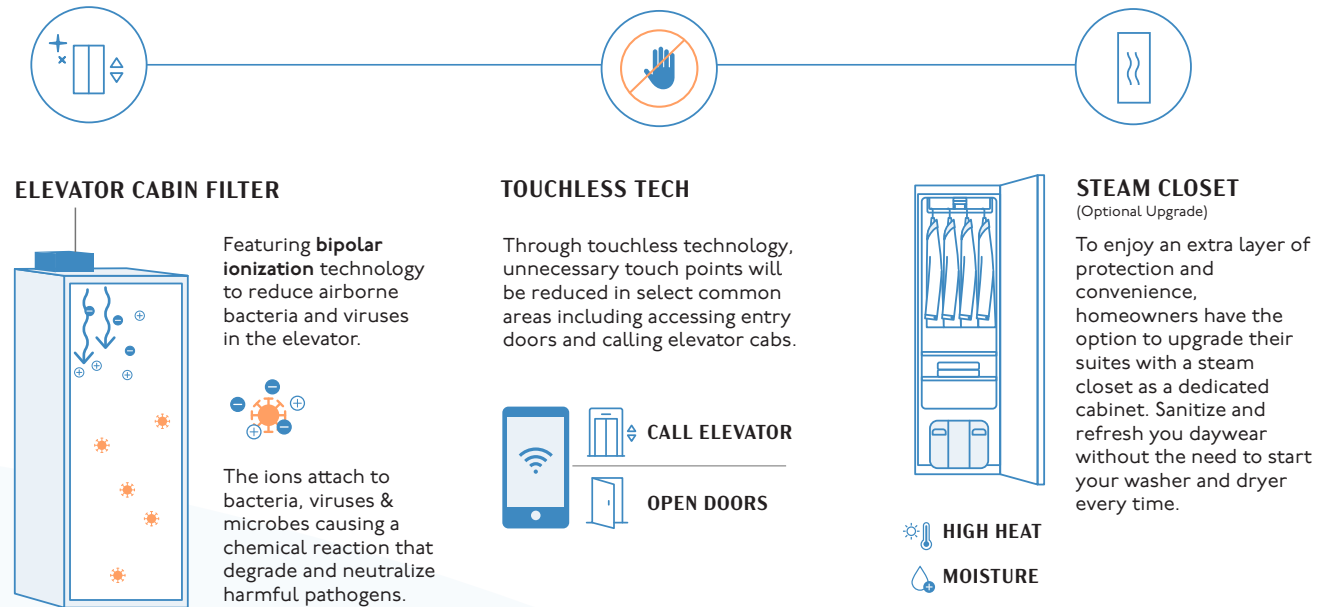 ELEVATOR CABIN FILTER
Featuring bipolar
ionization technology
to reduce airborne
bacteria and viruses
in the elevator.
The ions attach to
bacteria, viruses &
microbes causing a
chemical reaction that
degrade and neutralize
harmful pathogens.
TOUCHLESS TECH
Through touchless technology,
unnecessary touch points will
be reduced in select common
areas including accessing entry
doors and calling elevator cabs.
CALL ELEVATOR
OPEN DOORS
STEAM CLOSET
(Optional Upgrade)
To enjoy an extra layer of
protection and
convenience,
homeowners have the
option to upgrade their
suites with a steam
closet as a dedicated
cabinet. Sanitize and
refresh you daywear
without the need to start
your washer and dryer
every time.
HIGH HEAT
MOISTURE